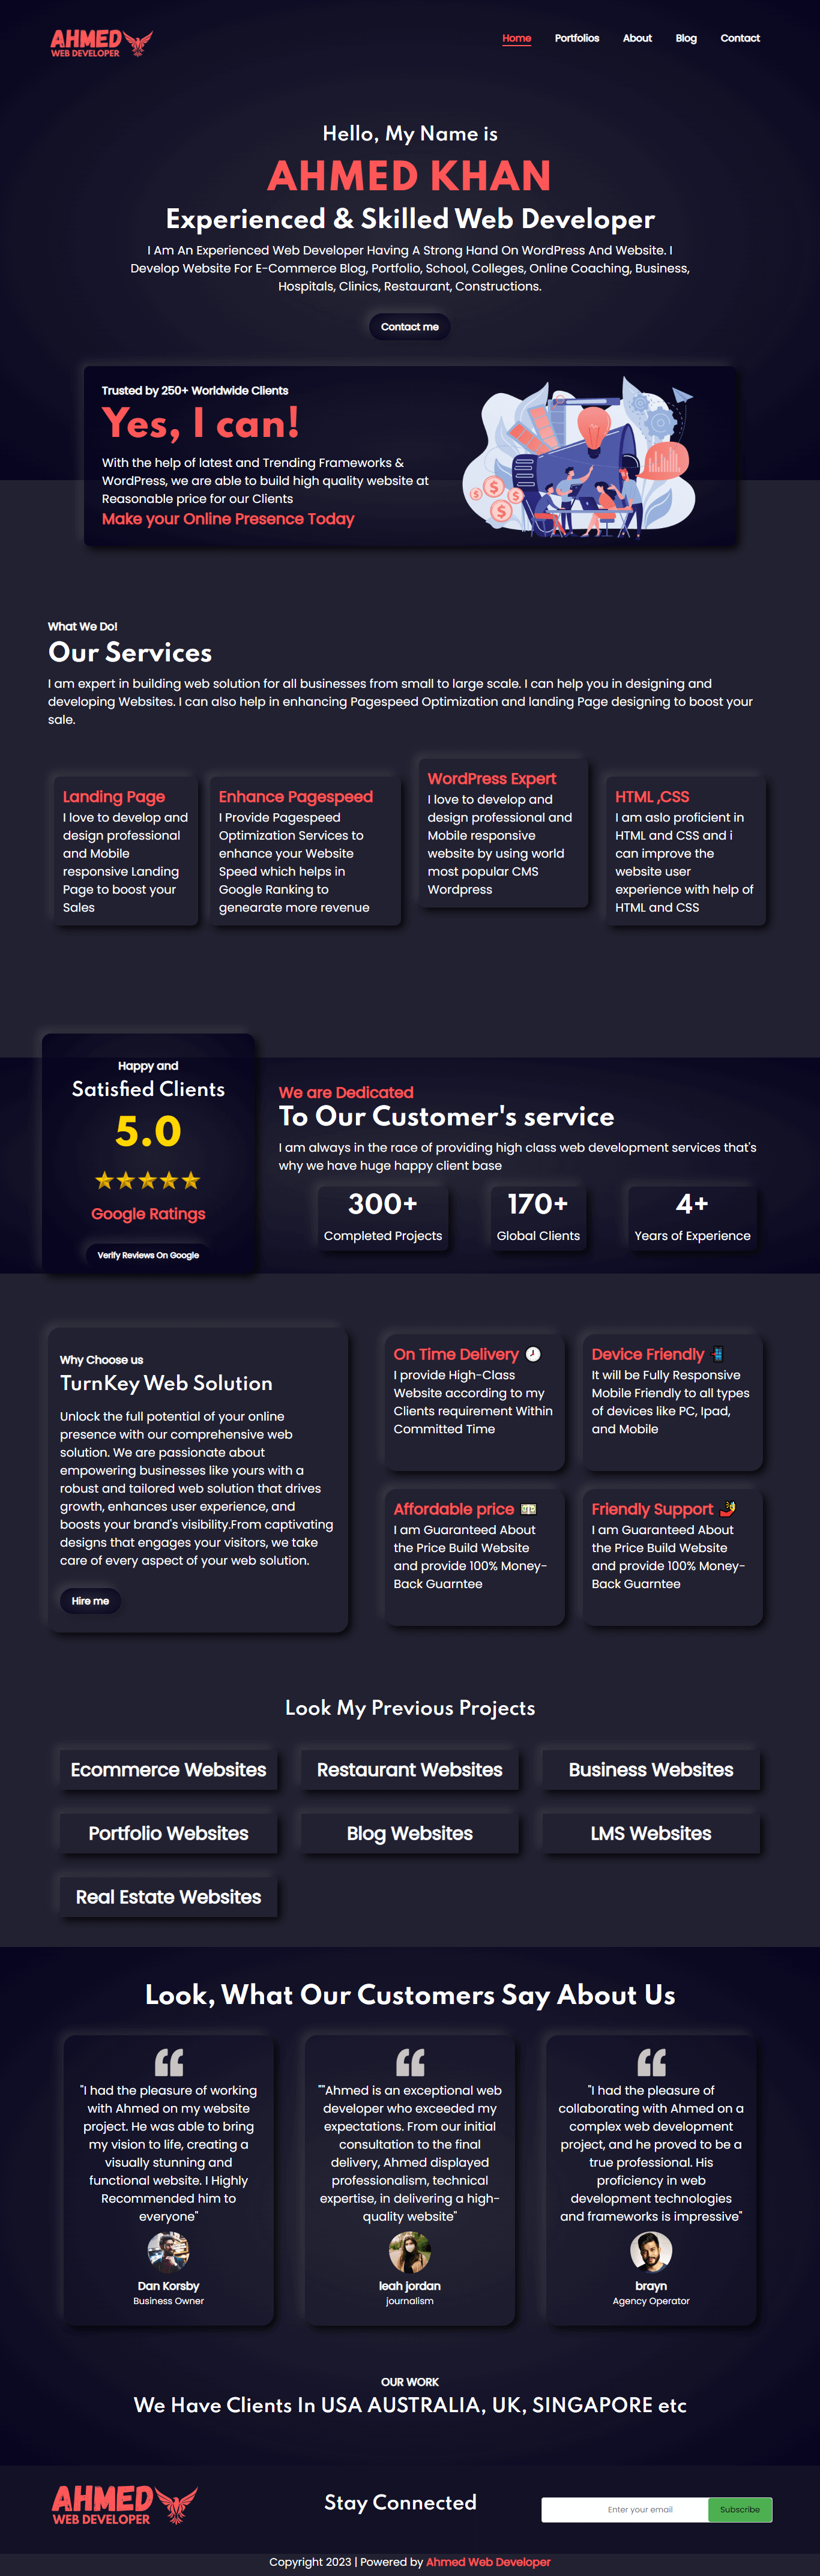 AHMED
WEB DEVELOPER
Home
Portfolios
About
Blog
Contact
Hello, My Name is
AHMED KHAN
Experienced & Skilled Web Developer
I Am An Experienced Web Developer Having A Strong Hand On WordPress And Website. I
Develop Website For E-Commerce Blog, Portfolio, School, Colleges, Online Coaching, Business,
Hospitals, Clinics, Restaurant, Constructions.
Contact me
Trusted by 250+ Worldwide Clients
Yes, I can!
With the help of latest and Trending Frameworks &
WordPress, we are able to build high quality website at
Reasonable price for our Clients
Make your Online Presence Today
What We Do!
Our Services
I am expert in building web solution for all businesses from small to large scale. I can help you in designing and
developing Websites. I can also help in enhancing Pagespeed Optimization and landing Page designing to boost your
sale.
Landing Page
I love to develop and
design professional
and Mobile
responsive Landing
Page to boost your
Sales
Enhance Pagespeed
I Provide Pagespeed
Optimization Services to
enhance your Website
Speed which helps in
Google Ranking to
genearate more revenue
WordPress Expert
I love to develop and
design professional and
Mobile responsive
website by using world
most popular CMS
Wordpress
HTML ,CSS
I am aslo proficient in
HTML and CSS and i
can improve the
website user
experience with help of
HTML and CSS
Happy and
Satisfied Clients
5.0
Google Ratings
Verify Reviews On Google
We are Dedicated
To Our Customer's service
I am always in the race of providing high class web development services that's
why we have huge happy client base
300+
Completed Projects
170+
Global Clients
4+
Years of Experience
Why Choose us
TurnKey Web Solution
Unlock the full potential of your online
presence with our comprehensive web
solution. We are passionate about
empowering businesses like yours with a
robust and tailored web solution that drives
growth, enhances user experience, and
boosts your brand's visibility.From captivating
designs that engages your visitors, we take
care of every aspect of your web solution.
Hire me
On Time Delivery
I provide High-Class
Website according to my
Clients requirement Within
Committed Time
Device Friendly
It will be Fully Responsive
Mobile Friendly to all types
of devices like PC, Ipad,
and Mobile
Affordable price
I am Guaranteed About
the Price Build Website
and provide 100% Money-
Back Guarntee
Friendly Support
I am Guaranteed About
the Price Build Website
and provide 100% Money-
Back Guarntee
Look My Previous Projects
Ecommerce Websites
Restaurant Websites
Business Websites
Portfolio Websites
Blog Websites
LMS Websites
Real Estate Websites
Look, What Our Customers Say About Us
"I had the pleasure of working
with Ahmed on my website
project. He was able to bring
my vision to life, creating a
visually stunning and
functional website. I Highly
Recommended him to
everyone"
Dan Korsby
Business Owner
""Ahmed is an exceptional web
developer who exceeded my
expectations. From our initial
consultation to the final
delivery, Ahmed displayed
professionalism, technical
expertise, in delivering a high-
quality website"
leah jordan
journalism
"I had the pleasure of
collaborating with Ahmed on a
complex web development
project, and he proved to be a
true professional. His
proficiency in web
development technologies
and frameworks is impressive"
brayn
Agency Operator
OUR WORK
We Have Clients In USA AUSTRALIA, UK, SINGAPORE etc
AHMED
WEB DEVELOPER
Stay Connected
Enter your email
Subscribe
Copyright 2023 | Powered by Ahmed Web Developer